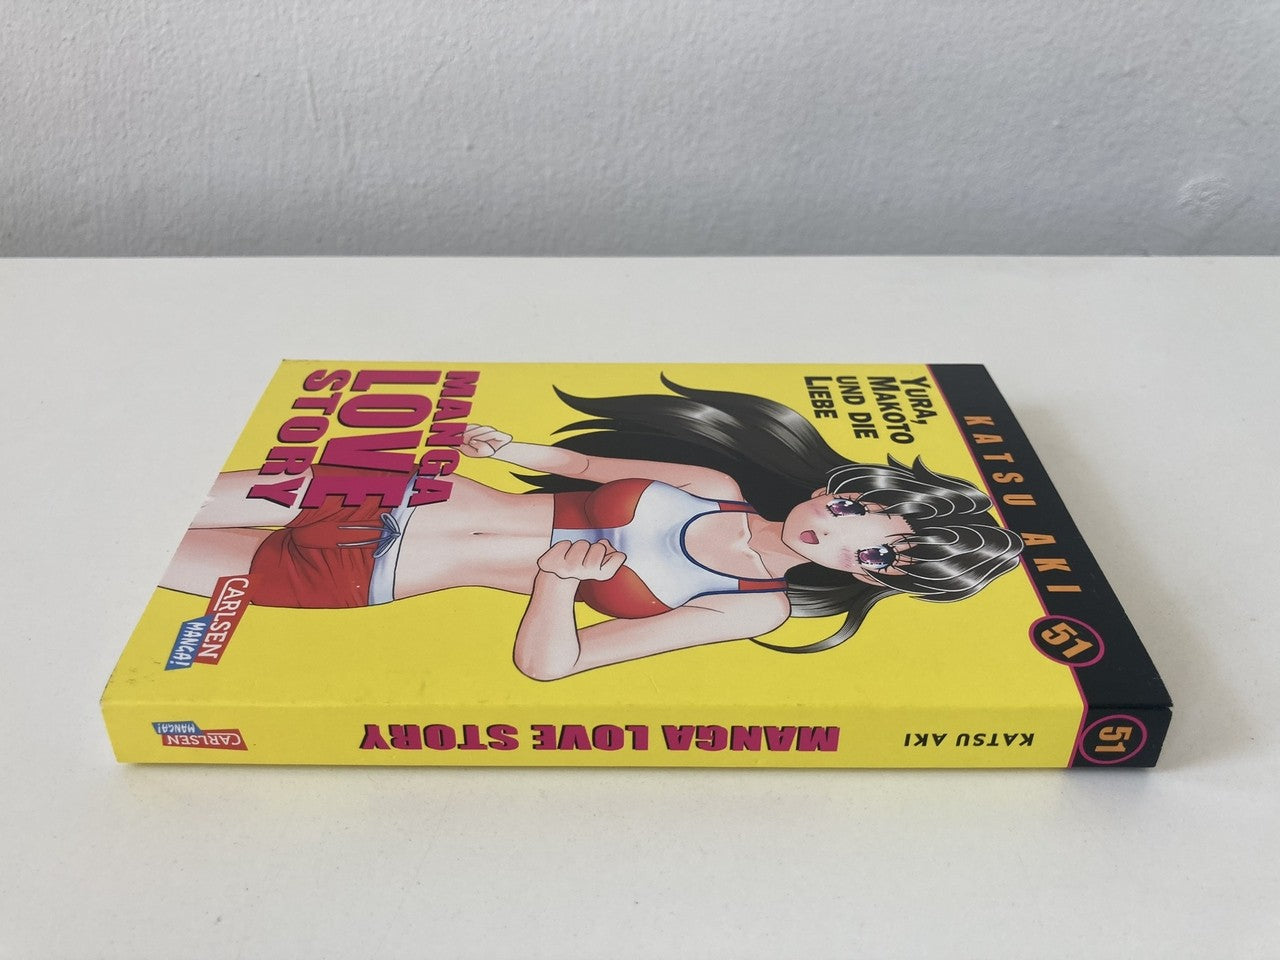 KATSU AKI
51
YURA,
MAKOTO
UND DIE
LIEBE
MANGA
LOVE
STORY
CARLSEN
MANGA!
51
KATSU AKI
MANGA LOVE STORY
CARLSEN
MANGA!